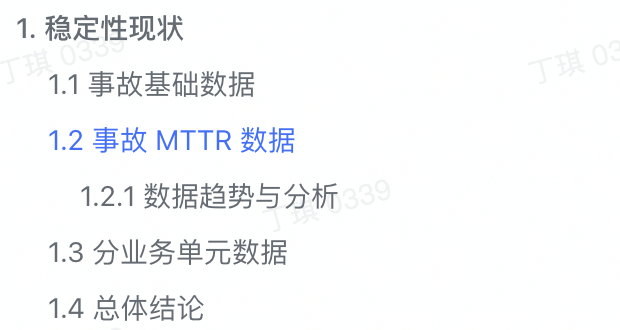 1. 稳定性现状
1.1 事故基础数据
1.2 事故 MTTR 数据
1.2.1 数据趋势与分析
1.3 分业务单元数据
1.4 总体结论
丁琪 0339
丁琪 03
丁琪 0339